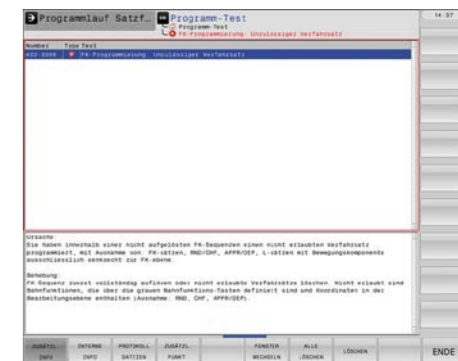 Programmlauf Satzf…
Programm-Test
14:37
Programm-Test
FK-Programmierung: Unzulässiger Verfahrsatz
Number Type Text
402-0009 FK-Programmierung: Unzulässiger Verfahrsatz
Ursache:
Sie haben innerhalb einer nicht aufgelösten FK-Sequenzen einen nicht erlaubten Verfahrsatz
programmiert, mit Ausnahme von: FK-sätzen, RND/CHF, APPR/DEP, L-sätzen mit Bewegungskomponente
ausschliesslich senkrecht zur FK-ebene.
Behebung:
FK-Sequenz zuerst vollständig auflösen oder nicht erlaubte Verfahrsätze löschen. Nicht erlaubt sind
Bahnfunktionen, die über die grauen Bahnfunktions-Tasten definiert sind und Koordinaten in der
Bearbeitungsebene enthalten (Ausnahme: RND, CHF, APPR/DEP).
ZUSÄTZL. INFO
INTERNE INFO
PROTOKOLL DATEIEN
ZUSÄTZL. PUNKT
FENSTER WECHSELN
ALLE LÖSCHEN
LÖSCHEN
ENDE